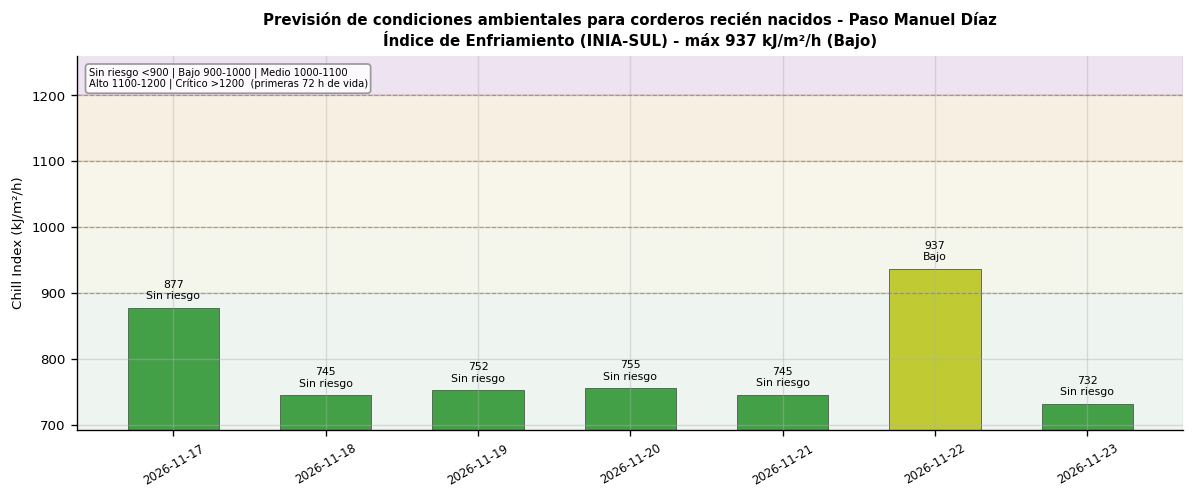 Previsión de condiciones ambientales para corderos recién nacidos - Paso Manuel Díaz
Índice de Enfriamiento (INIA-SUL) - máx 937 kJ/m²/h (Bajo)
Sin riesgo <900 | Bajo 900-1000 | Medio 1000-1100
Alto 1100-1200 | Crítico >1200  (primeras 72 h de vida)
Chill Index (kJ/m²/h)
1200
1100
1000
900
800
700
877
Sin riesgo
745
Sin riesgo
752
Sin riesgo
755
Sin riesgo
745
Sin riesgo
937
Bajo
732
Sin riesgo
2026-11-17
2026-11-18
2026-11-19
2026-11-20
2026-11-21
2026-11-22
2026-11-23